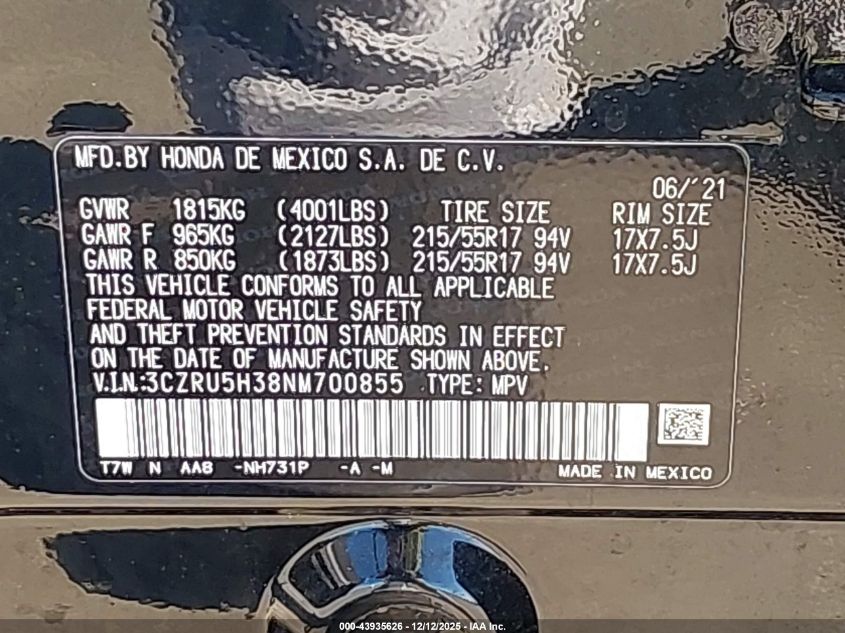 MFD.BY HONDA DE MEXICO S.A. DE C.V.
06/'21
GVWR 1815KG (4001LBS) TIRE SIZE RIM SIZE
GAWR F 965KG (2127LBS) 215/55R17 94V 17X7.5J
GAWR R 850KG (1873LBS) 215/55R17 94V 17X7.5J
THIS VEHICLE CONFORMS TO ALL APPLICABLE
FEDERAL MOTOR VEHICLE SAFETY
AND THEFT PREVENTION STANDARDS IN EFFECT
ON THE DATE OF MANUFACTURE SHOWN ABOVE.
V.I.N.:3CZRU5H38NM700855 TYPE: MPV
T7W N AA8 -NH731P -A -M MADE IN MEXICO
000-43935626 - 12/12/2025 - IAA Inc.